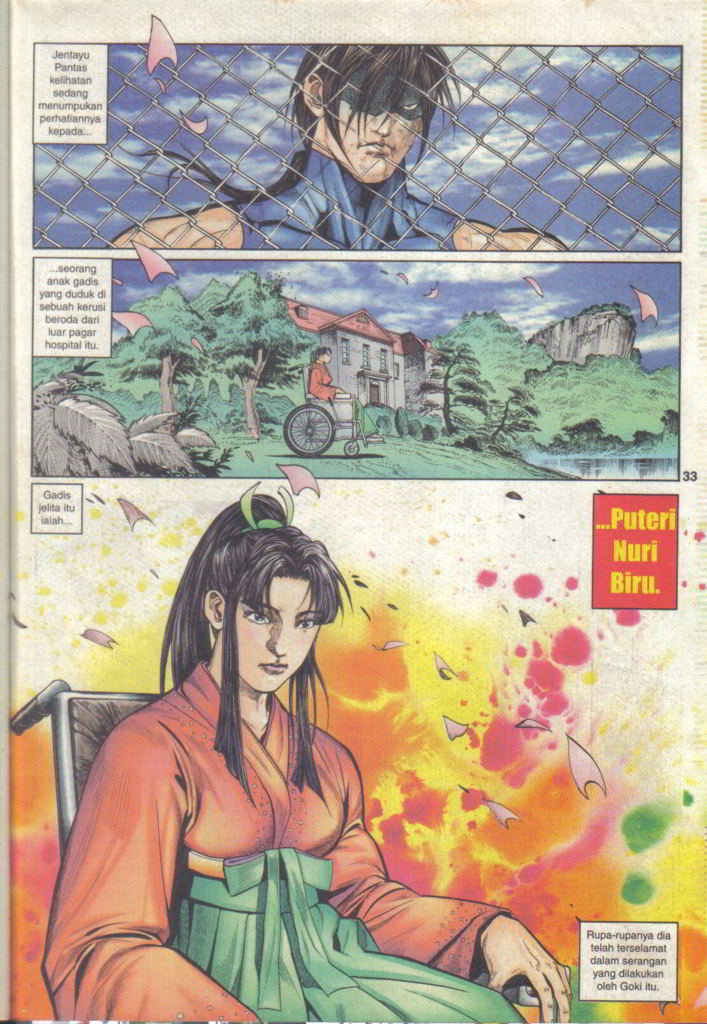 Jentayu
Pantas
kelihatan
sedang
menumpukan
perhatiannya
kepada...
...seorang
anak gadis
yang duduk di
sebuah kerusi
beroda dari
luar pagar
hospital itu.
33
Gadis
jelita itu
ialah...
...Puteri
Nuri
Biru.
Rupa-rupanya dia
telah terselamat
dalam serangan
yang dilakukan
oleh Goki itu.